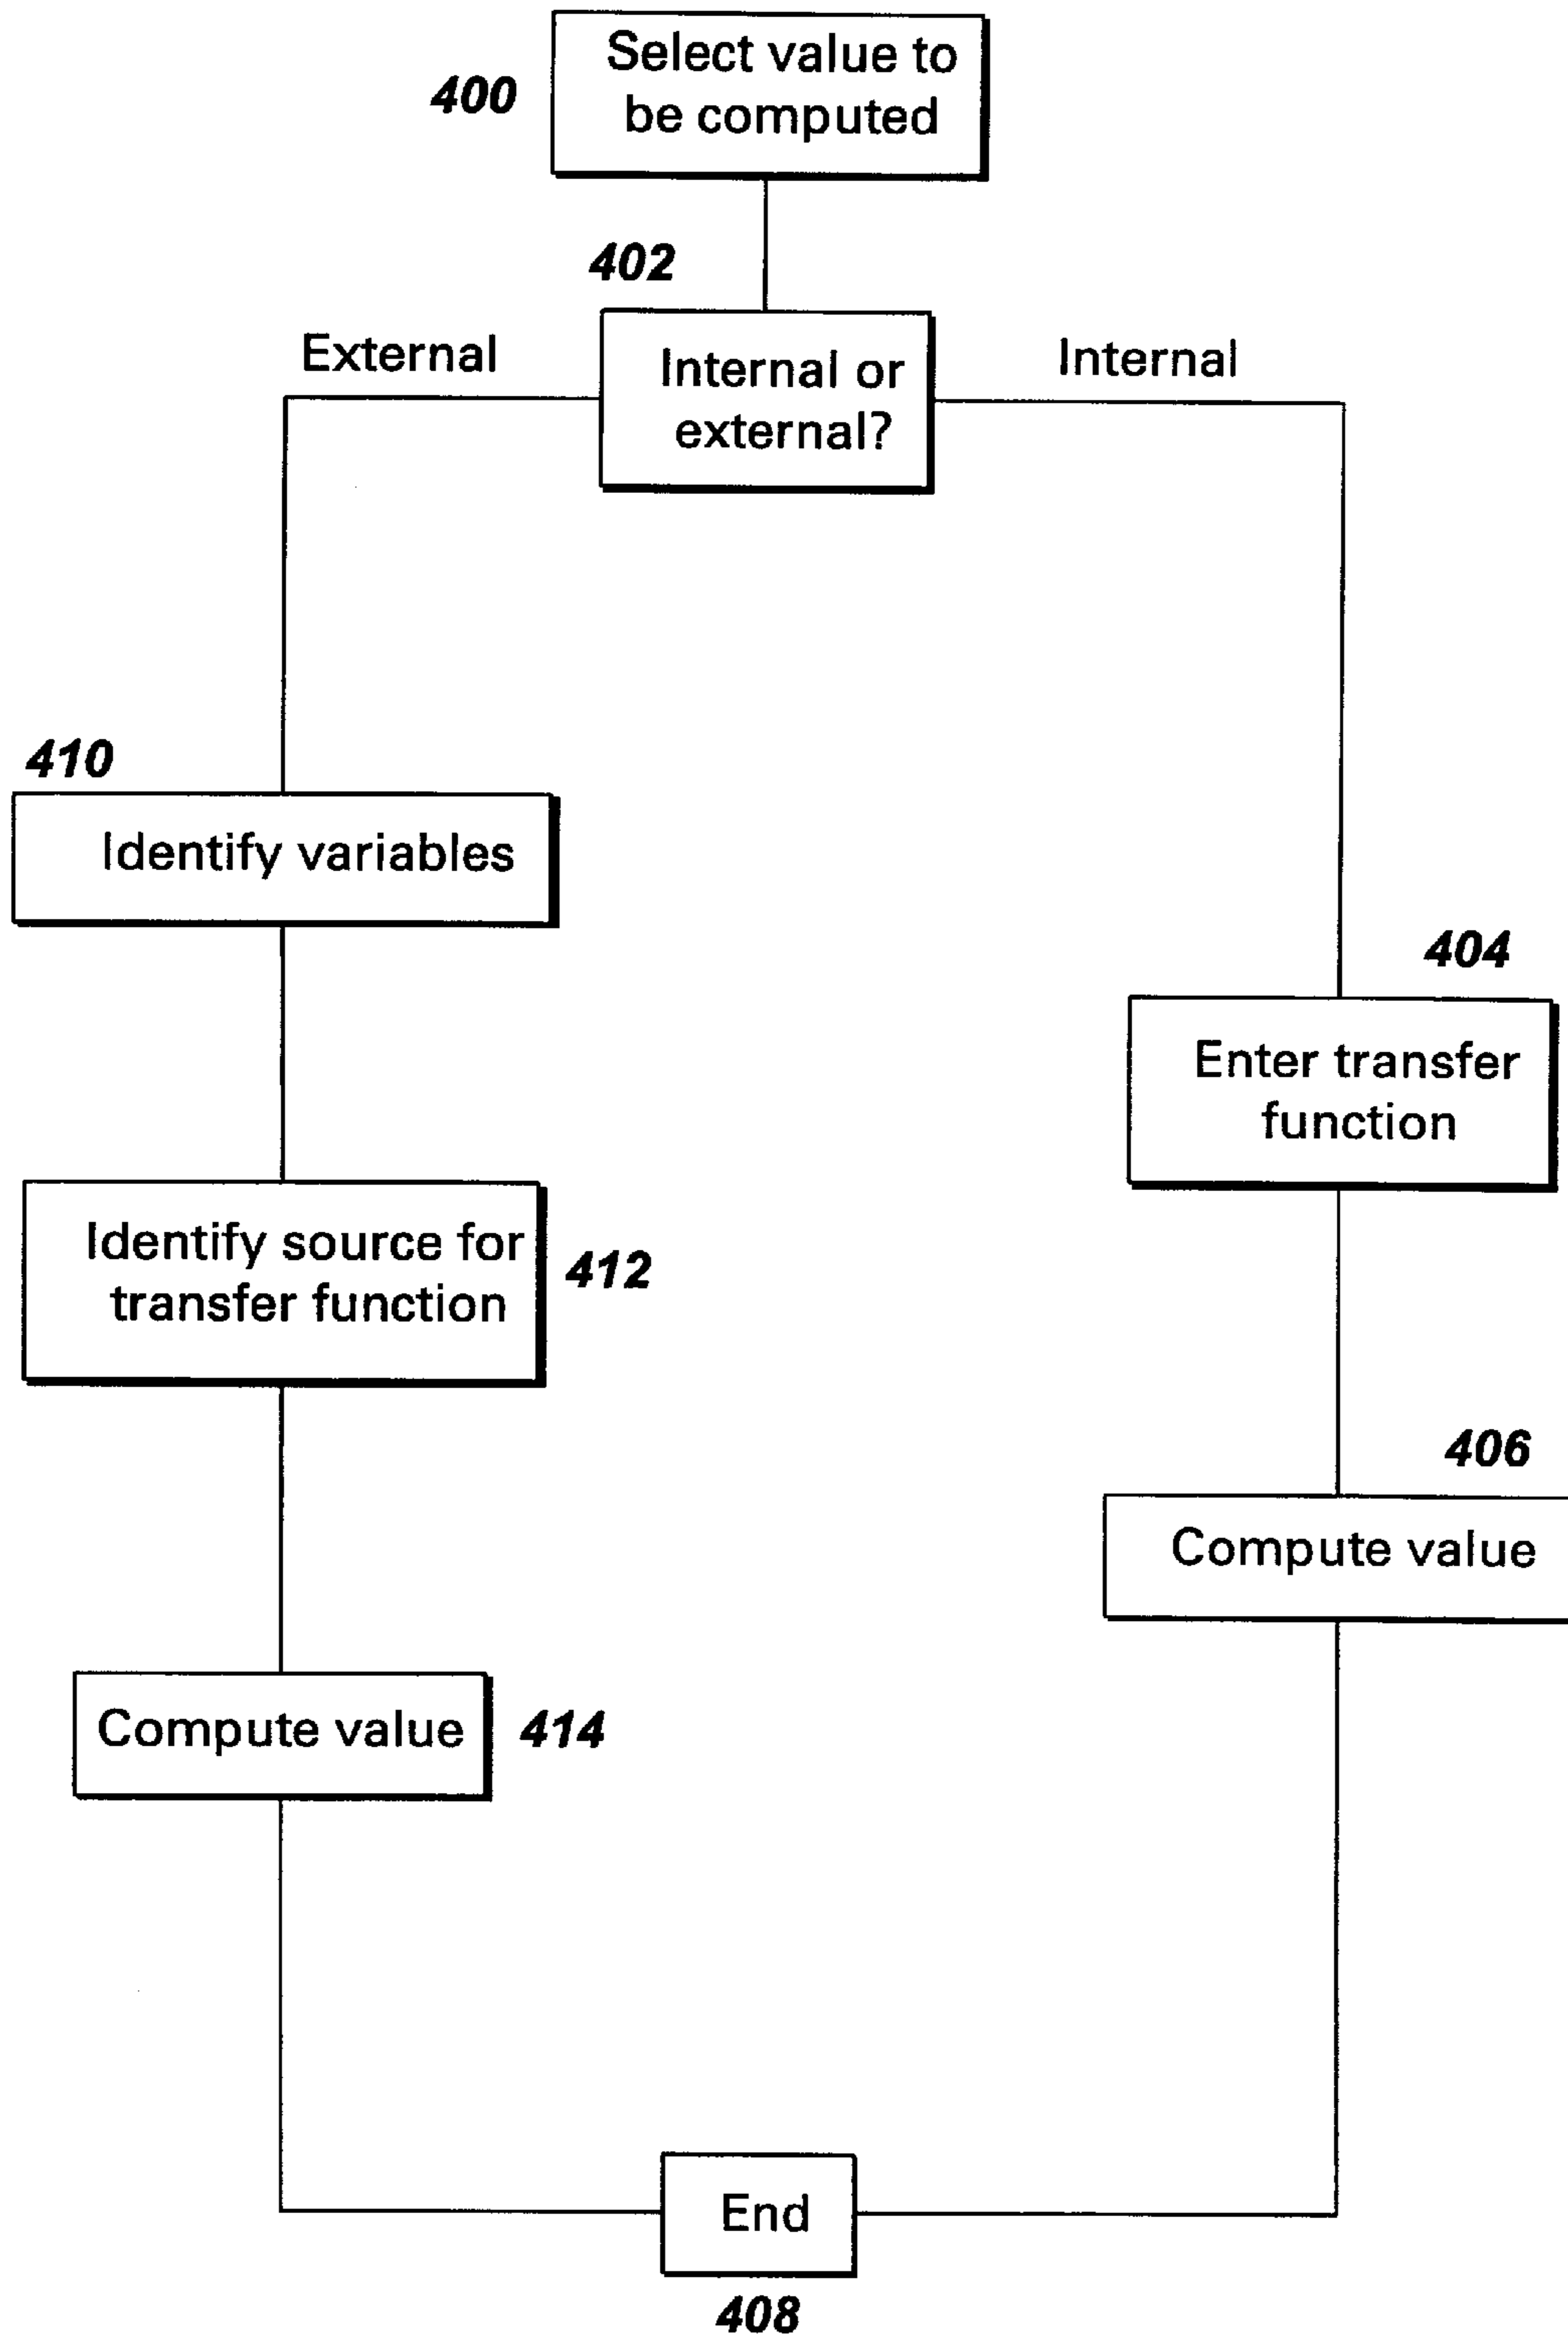 Select value to
be computed
400
402
External
Internal or
external?
Internal
410
Identify variables
404
Enter transfer
function
Identify source for
transfer function
412
406
Compute value
Compute value
414
End
408